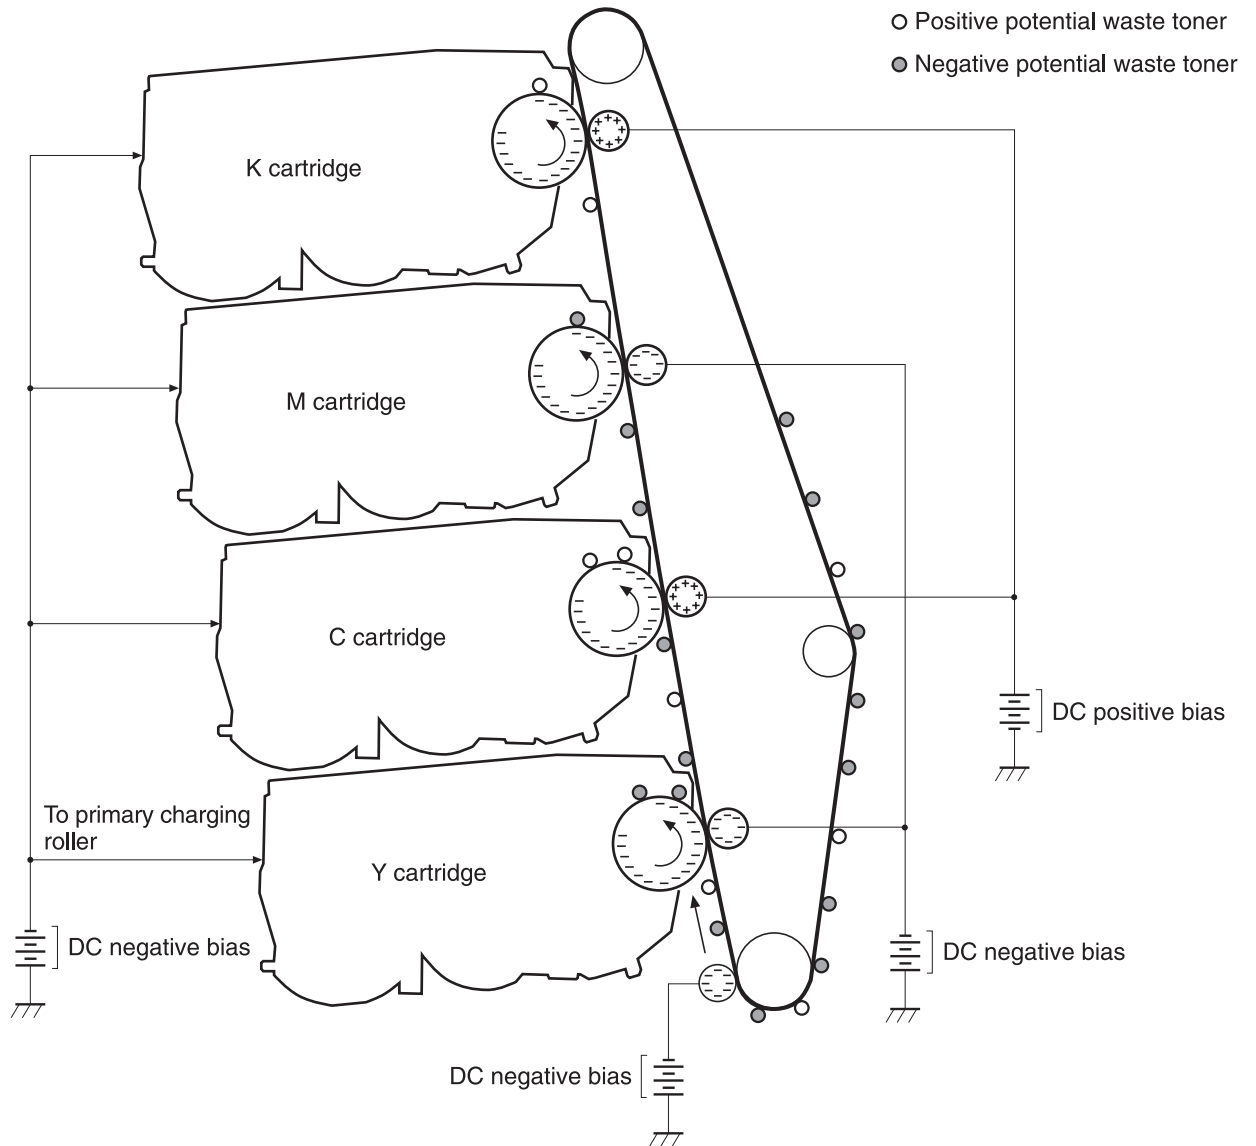 Positive potential waste toner
Negative potential waste toner
K cartridge
M cartridge
C cartridge
DC positive bias
To primary charging
roller
Y cartridge
DC negative bias
DC negative bias
DC negative bias